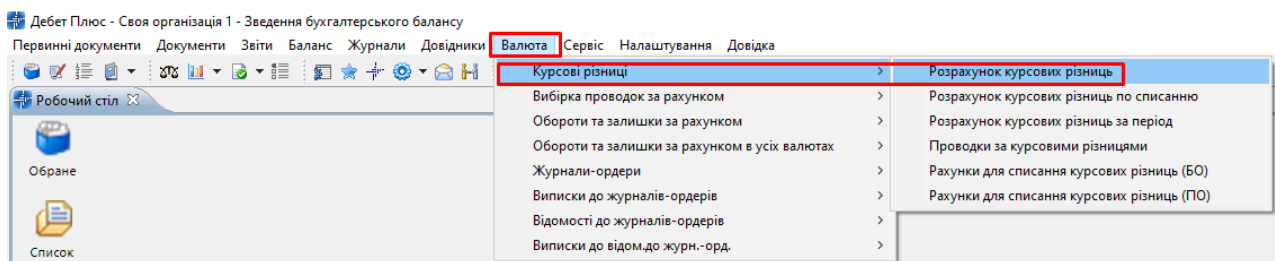 Дебет Плюс - Своя організація 1 - Зведення бухгалтерського балансу
Первинні документи Документи Звіти Баланс Журнали Довідники Валюта Сервіс Налаштування Довідка
Робочий стіл
Обране
Список
Курсові різниці
Вибірка проводок за рахунком
Обороти та залишки за рахунком
Обороти та залишки за рахунком в усіх валютах
Журнали-ордери
Виписки до журналів-ордерів
Відомості до журналів-ордерів
Виписки до відом.до журн.-орд.
Розрахунок курсових різниць
Розрахунок курсових різниць по списанню
Розрахунок курсових різниць за період
Проводки за курсовими різницями
Рахунки для списання курсових різниць (БО)
Рахунки для списання курсових різниць (ПО)